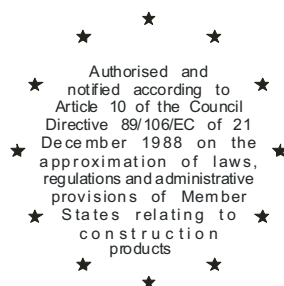 Authorised and
notified according to
Article 10 of the Council
Directive 89/106/EC of 21
December 1988 on the
approximation of laws,
regulations and administrative
provisions of Member
States relating to
construction
products